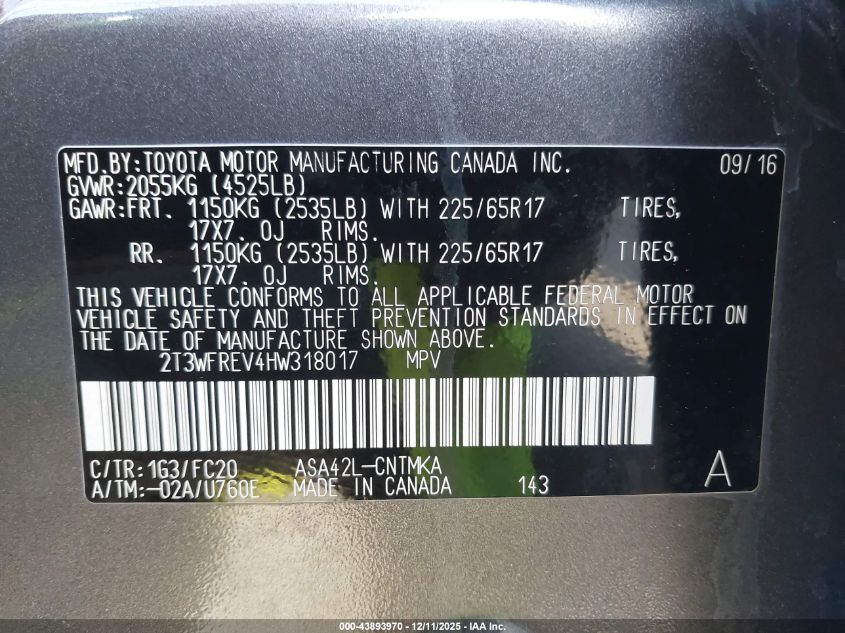 MFD.BY:TOYOTA MOTOR MANUFACTURING CANADA INC. 09/16
GVWR:2055KG (4525LB)
GAWR:FRT. 1150KG (2535LB) WITH 225/65R17 TIRES,
17X7. 0J RIMS.
RR. 1150KG (2535LB) WITH 225/65R17 TIRES,
17X7. 0J RIMS.
THIS VEHICLE CONFORMS TO ALL APPLICABLE FEDERAL MOTOR
VEHICLE SAFETY AND THEFT PREVENTION STANDARDS IN EFFECT ON
THE DATE OF MANUFACTURE SHOWN ABOVE.
2T3WFREV4HW318017 MPV
C/TR:1G3/FC20 ASA42L-CNTMKA
A/TM:-02A/U760E MADE IN CANADA 143 A
000-43893970 - 12/11/2025 - IAA Inc.